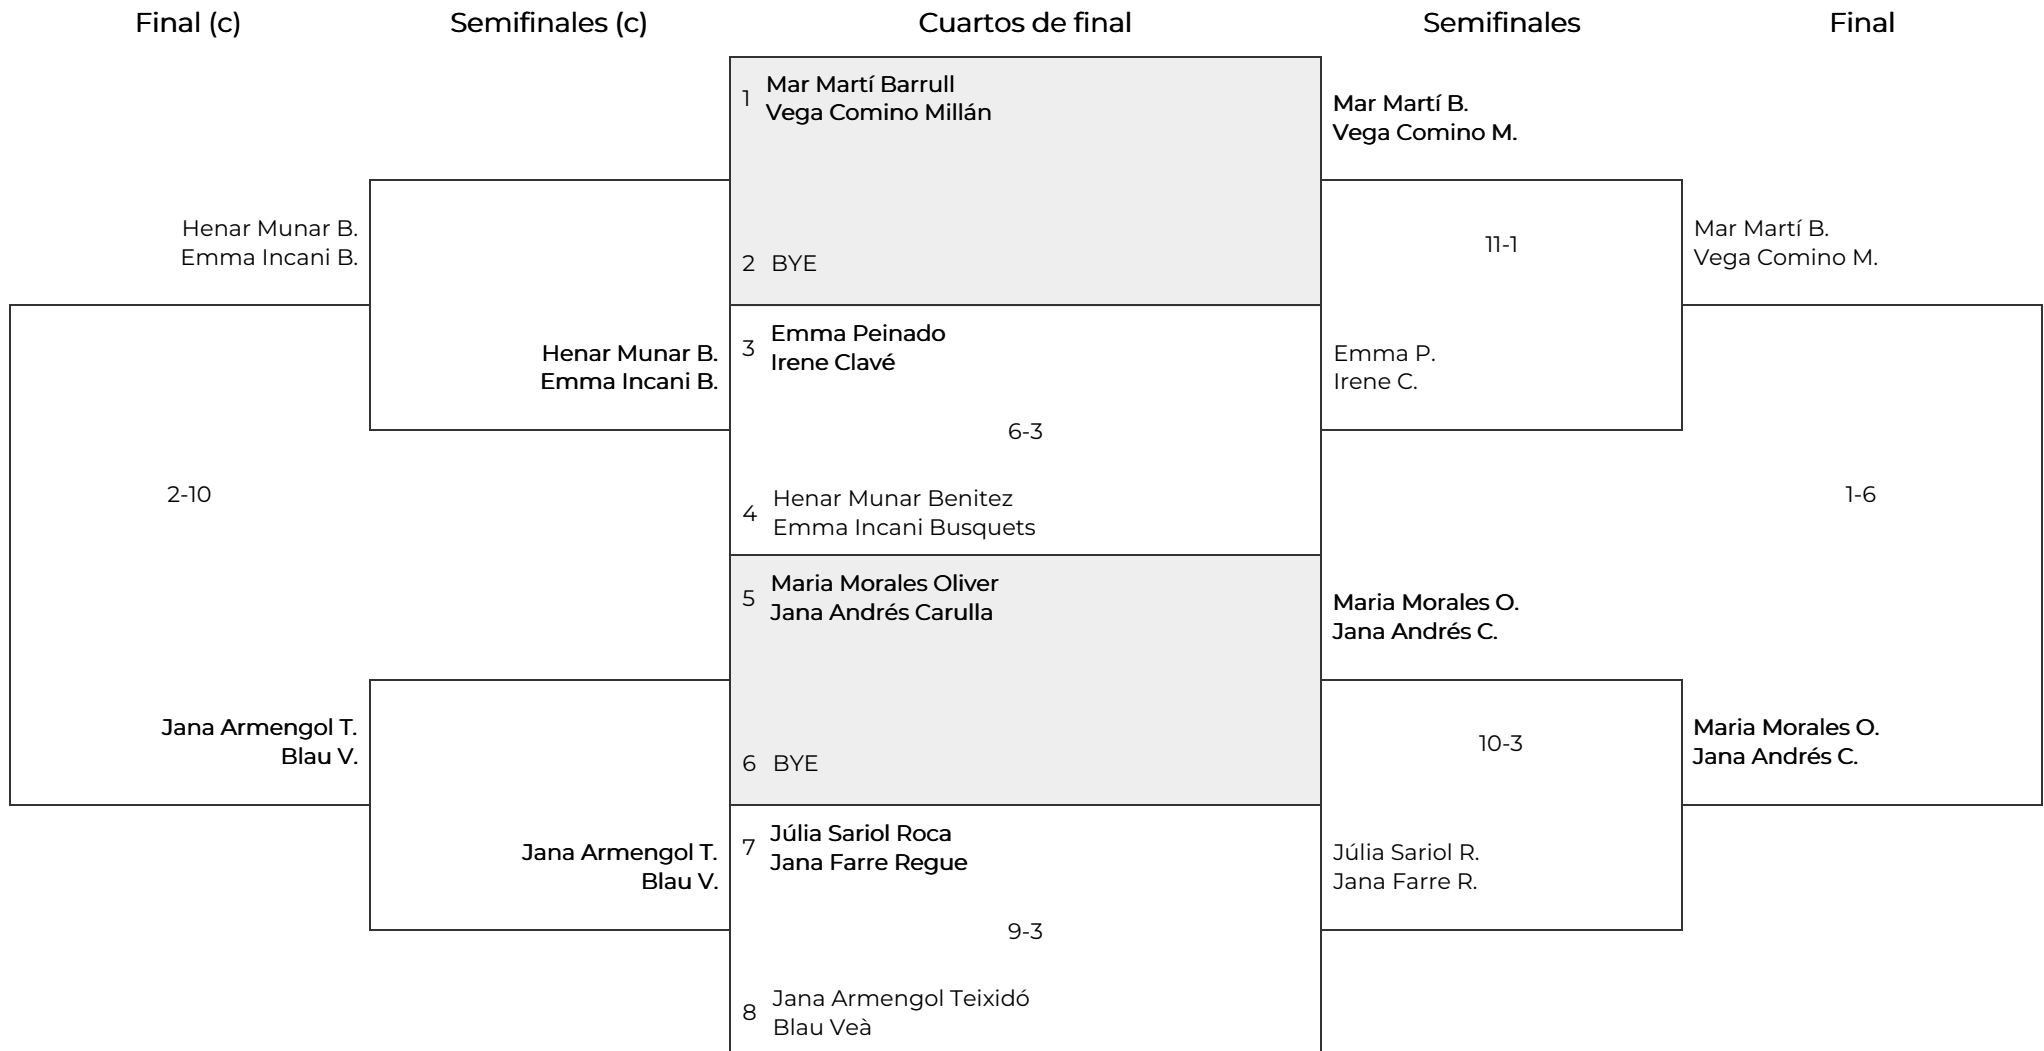 Final (c)
Semifinales (c)
Cuartos de final
Semifinales
Final
Henar Munar B.
Emma Incani B.
2-10
Jana Armengol T.
Blau V.
Henar Munar B.
Emma Incani B.
Jana Armengol T.
Blau V.
1 Mar Martí Barrull
Vega Comino Millán
2 BYE
3 Emma Peinado
Irene Clavé
6-3
4 Henar Munar Benitez
Emma Incani Busquets
5 Maria Morales Oliver
Jana Andrés Carulla
6 BYE
7 Júlia Sariol Roca
Jana Farre Regue
9-3
8 Jana Armengol Teixidó
Blau Veà
Mar Martí B.
Vega Comino M.
11-1
Emma P.
Irene C.
Maria Morales O.
Jana Andrés C.
10-3
Júlia Sariol R.
Jana Farre R.
Mar Martí B.
Vega Comino M.
1-6
Maria Morales O.
Jana Andrés C.